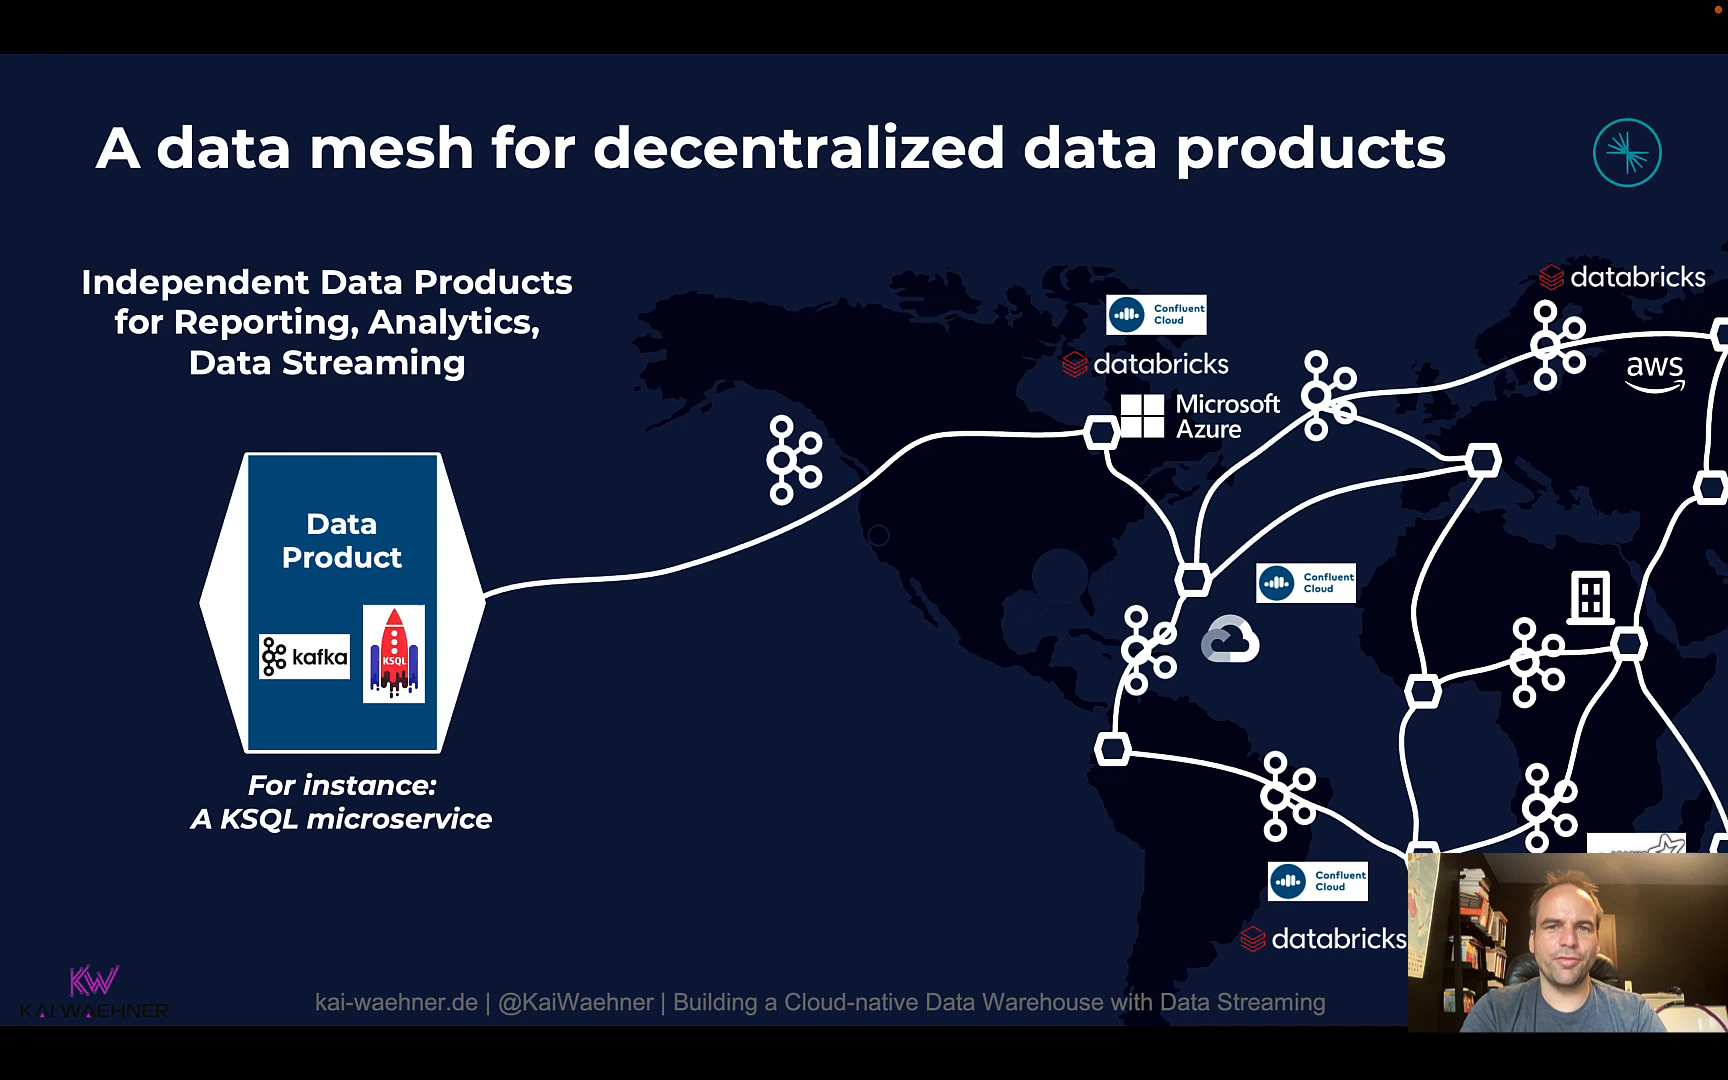 A data mesh for decentralized data products
Independent Data Products
for Reporting, Analytics,
Data Streaming
Data
Product
kafka
KSQL
For instance:
A KSQL microservice
Confluent
Cloud
databricks
Microsoft
Azure
databricks
aws
Confluent
Cloud
Confluent
Cloud
databricks
KW
KAI WAEHNER
kai-waehner.de | @KaiWaehner | Building a Cloud-native Data Warehouse with Data Streaming